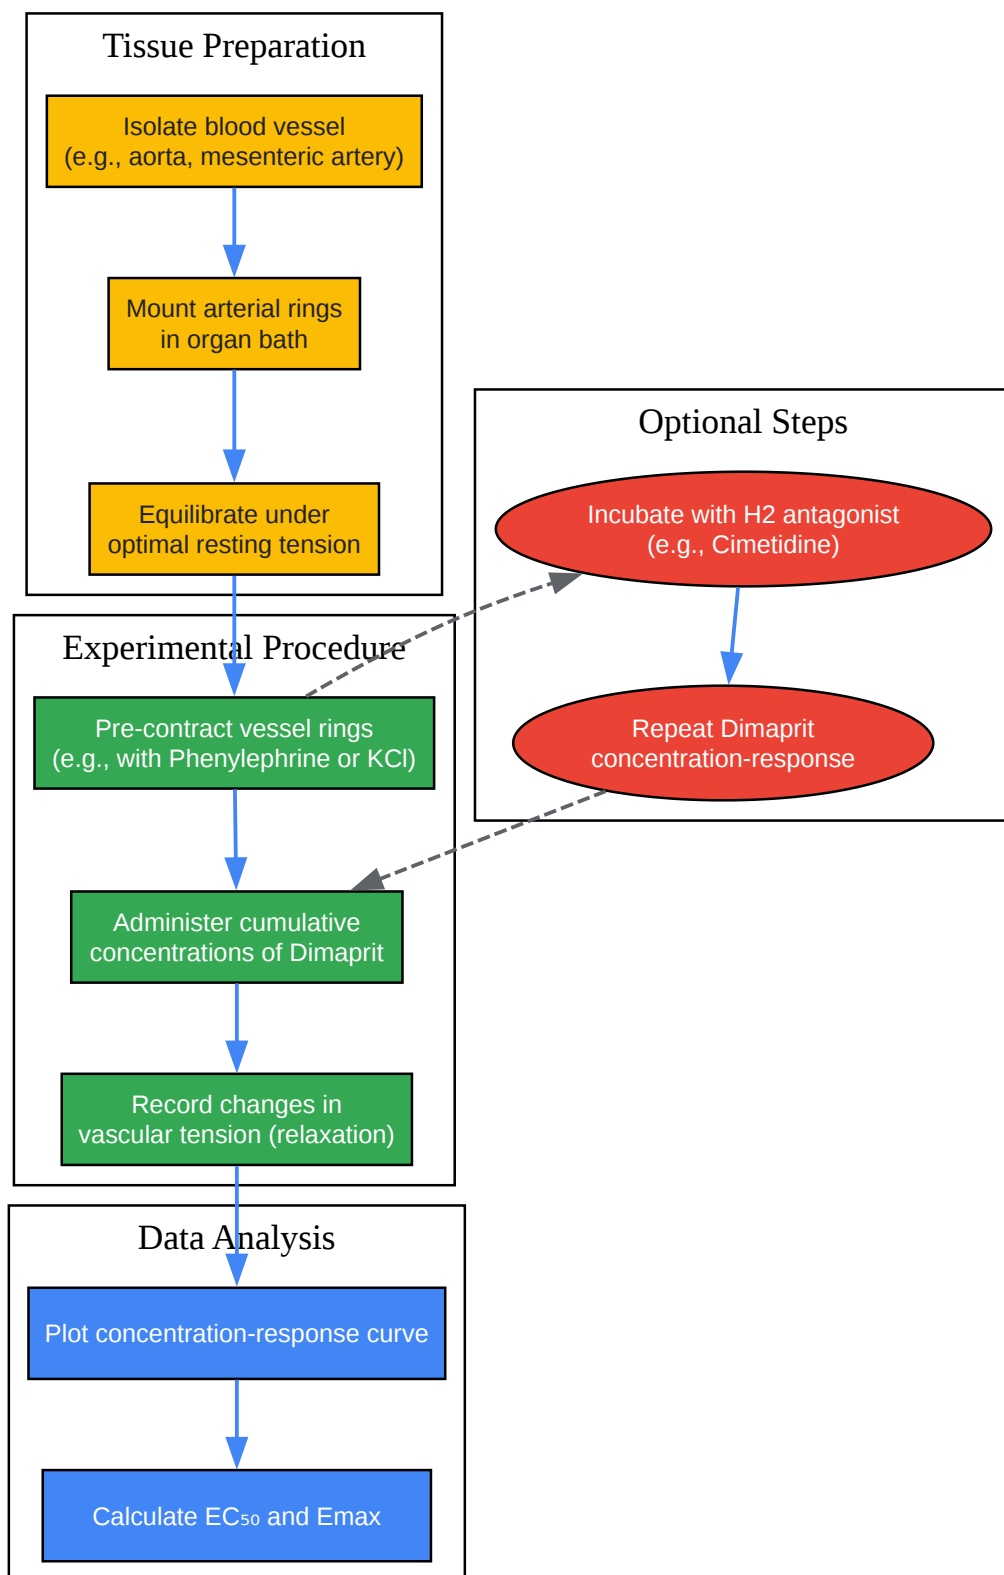 Tissue Preparation
Isolate blood vessel
(e.g., aorta, mesenteric artery)
Mount arterial rings
in organ bath
Equilibrate under
optimal resting tension
Optional Steps
Incubate with H2 antagonist
(e.g., Cimetidine)
Repeat Dimaprit
concentration-response
Experimental Procedure
Pre-contract vessel rings
(e.g., with Phenylephrine or KCl)
Administer cumulative
concentrations of Dimaprit
Record changes in
vascular tension (relaxation)
Data Analysis
Plot concentration-response curve
Calculate EC₅₀ and Emax